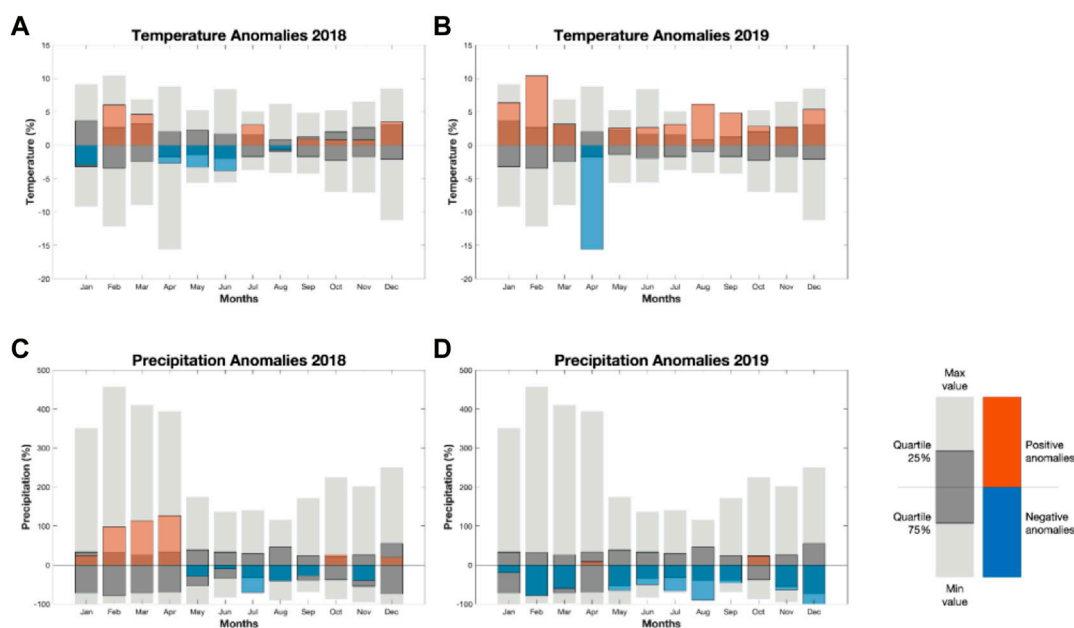 A
Temperature Anomalies 2018
15
10
5
0
-5
-10
-15
-20
Temperature (%)
Jan Feb Mar Apr May Jun Jul Aug Sep Oct Nov Dec
Months
B
Temperature Anomalies 2019
15
10
5
0
-5
-10
-15
-20
Temperature (%)
Jan Feb Mar Apr May Jun Jul Aug Sep Oct Nov Dec
Months
C
Precipitation Anomalies 2018
500
400
300
200
100
0
-100
Precipitation (%)
Jan Feb Mar Apr May Jun Jul Aug Sep Oct Nov Dec
Months
D
Precipitation Anomalies 2019
500
400
300
200
100
0
-100
Precipitation (%)
Jan Feb Mar Apr May Jun Jul Aug Sep Oct Nov Dec
Months
Max
value
Quartile
25%
Positive
anomalies
Quartile
75%
Negative
anomalies
Min
value